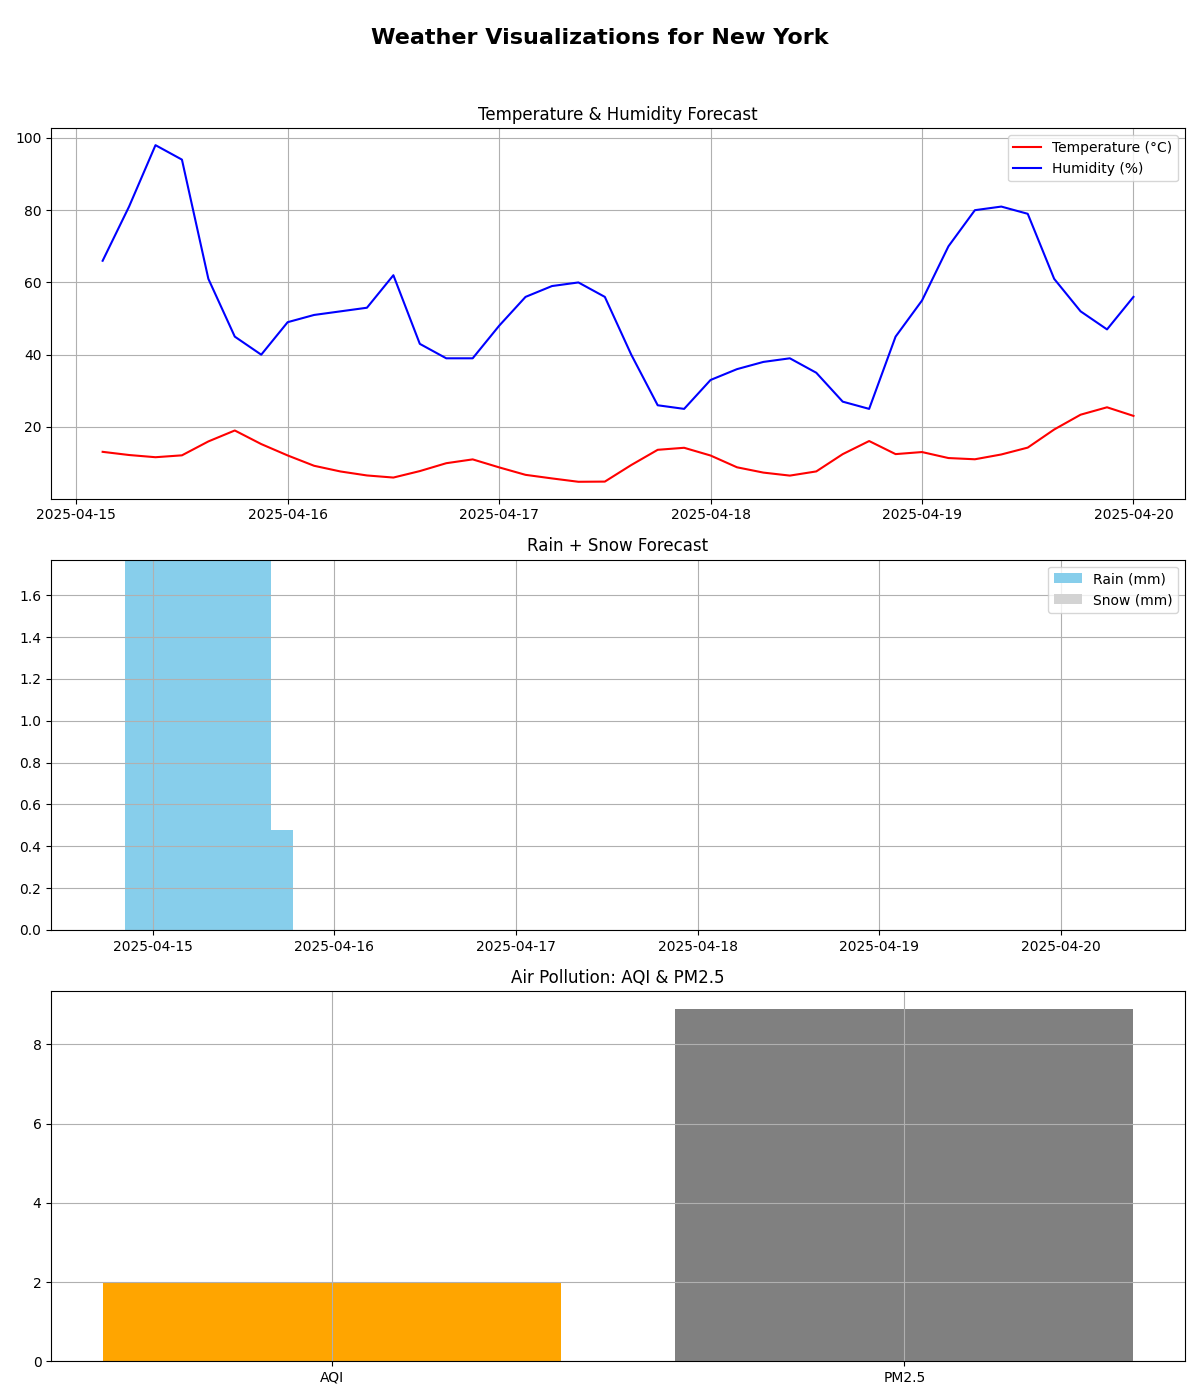 Weather Visualizations for New York
Temperature & Humidity Forecast
100
80
60
40
20
Temperature (°C)
Humidity (%)
2025-04-15 2025-04-16 2025-04-17 2025-04-18 2025-04-19 2025-04-20
Rain + Snow Forecast
1.6
1.4
1.2
1.0
0.8
0.6
0.4
0.2
0.0
Rain (mm)
Snow (mm)
2025-04-15 2025-04-16 2025-04-17 2025-04-18 2025-04-19 2025-04-20
Air Pollution: AQI & PM2.5
8
6
4
2
0
AQI PM2.5